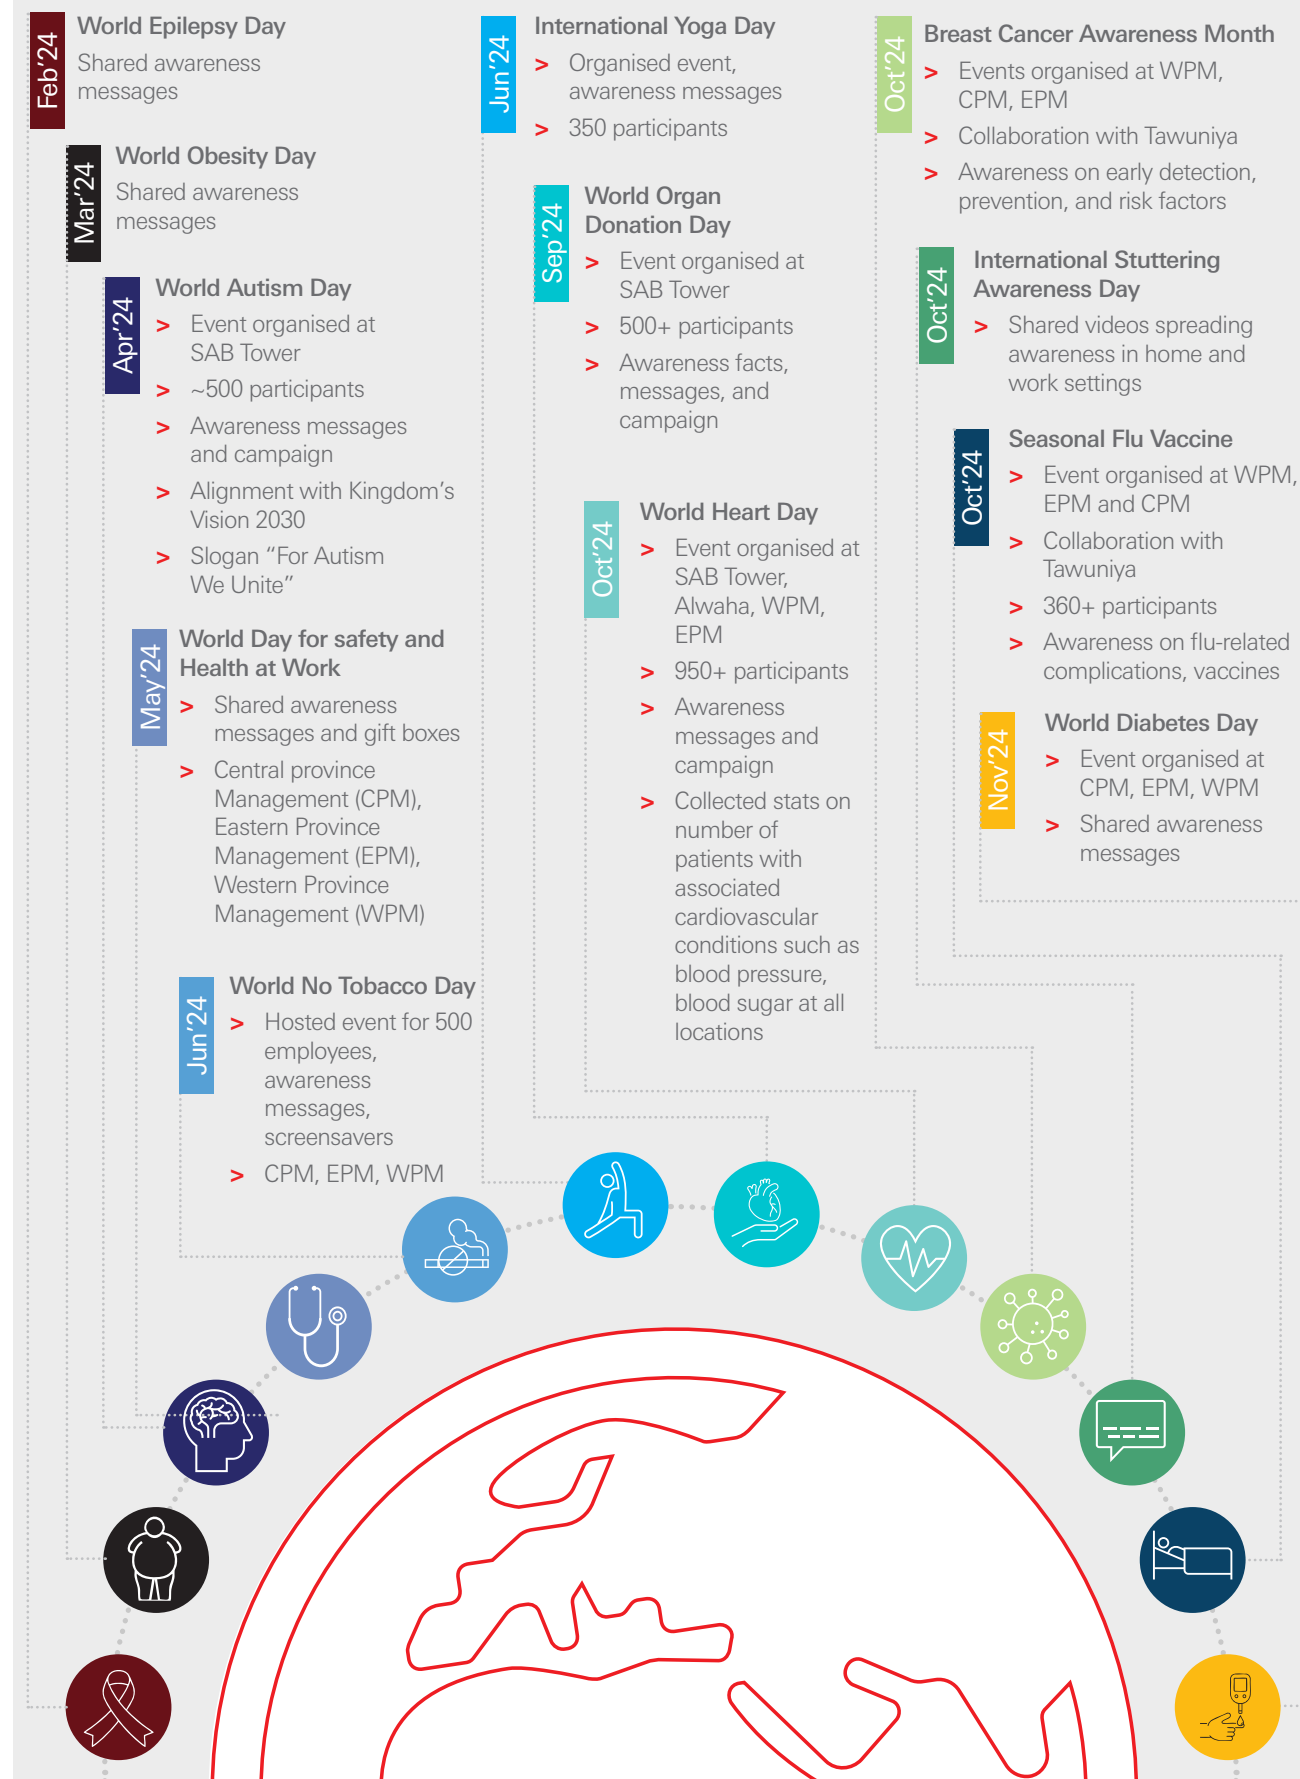 Feb'24
World Epilepsy Day
Shared awareness
messages
Mar'24
World Obesity Day
Shared awareness
messages
Apr'24
World Autism Day
> Event organised at
SAB Tower
> ~500 participants
> Awareness messages
and campaign
> Alignment with Kingdom's
Vision 2030
> Slogan “For Autism
We Unite”
May'24
World Day for safety and
Health at Work
> Shared awareness
messages and gift boxes
> Central province
Management (CPM),
Eastern Province
Management (EPM),
Western Province
Management (WPM)
Jun'24
World No Tobacco Day
> Hosted event for 500
employees,
awareness
messages,
screensavers
> CPM, EPM, WPM
Jun'24
International Yoga Day
> Organised event,
awareness messages
> 350 participants
Sep'24
World Organ
Donation Day
> Event organised at
SAB Tower
> 500+ participants
> Awareness facts,
messages, and
campaign
Oct'24
World Heart Day
> Event organised at
SAB Tower,
Alwaha, WPM,
EPM
> 950+ participants
> Awareness
messages and
campaign
> Collected stats on
number of
patients with
associated
cardiovascular
conditions such as
blood pressure,
blood sugar at all
locations
Oct'24
Breast Cancer Awareness Month
> Events organised at WPM,
CPM, EPM
> Collaboration with Tawuniya
> Awareness on early detection,
prevention, and risk factors
Oct'24
International Stuttering
Awareness Day
> Shared videos spreading
awareness in home and
work settings
Oct'24
Seasonal Flu Vaccine
> Event organised at WPM,
EPM and CPM
> Collaboration with
Tawuniya
> 360+ participants
> Awareness on flu-related
complications, vaccines
Nov'24
World Diabetes Day
> Event organised at
CPM, EPM, WPM
> Shared awareness
messages